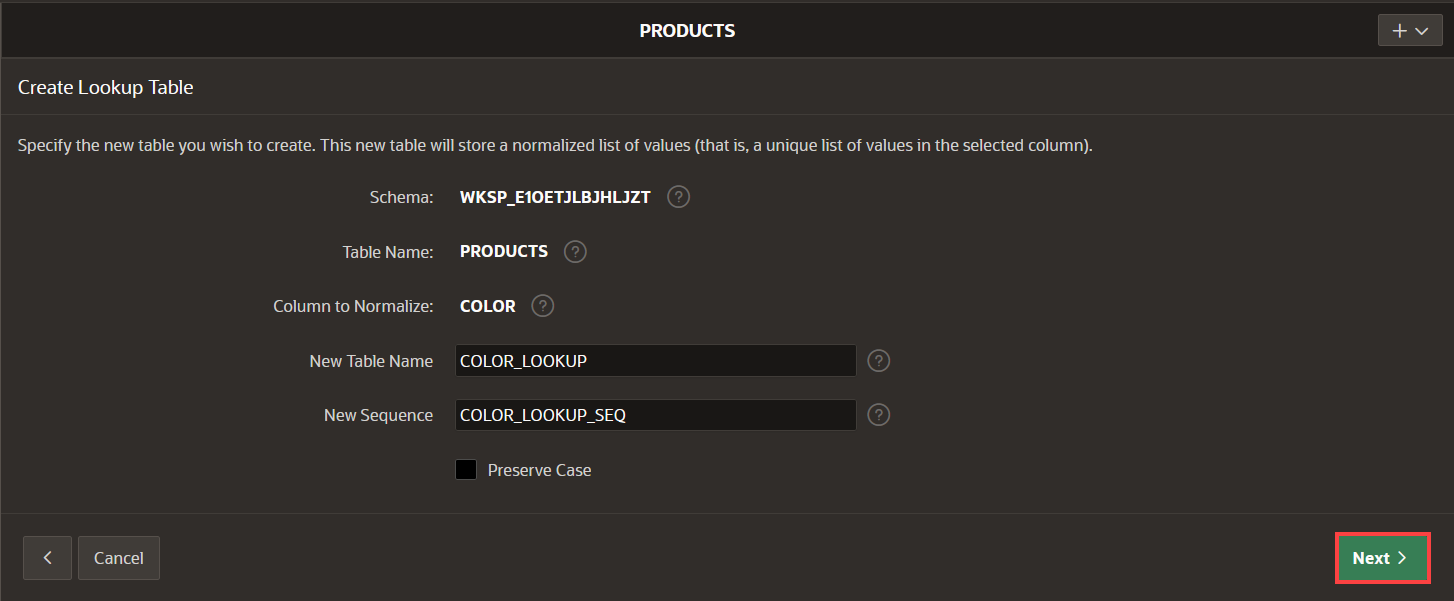 PRODUCTS
Create Lookup Table
Specify the new table you wish to create. This new table will store a normalized list of values (that is, a unique list of values in the selected column).
Schema: WKSP_E1OETJLBJHLJZT ?
Table Name: PRODUCTS ?
Column to Normalize: COLOR ?
New Table Name COLOR_LOOKUP ?
New Sequence COLOR_LOOKUP_SEQ ?
Preserve Case
Cancel Next